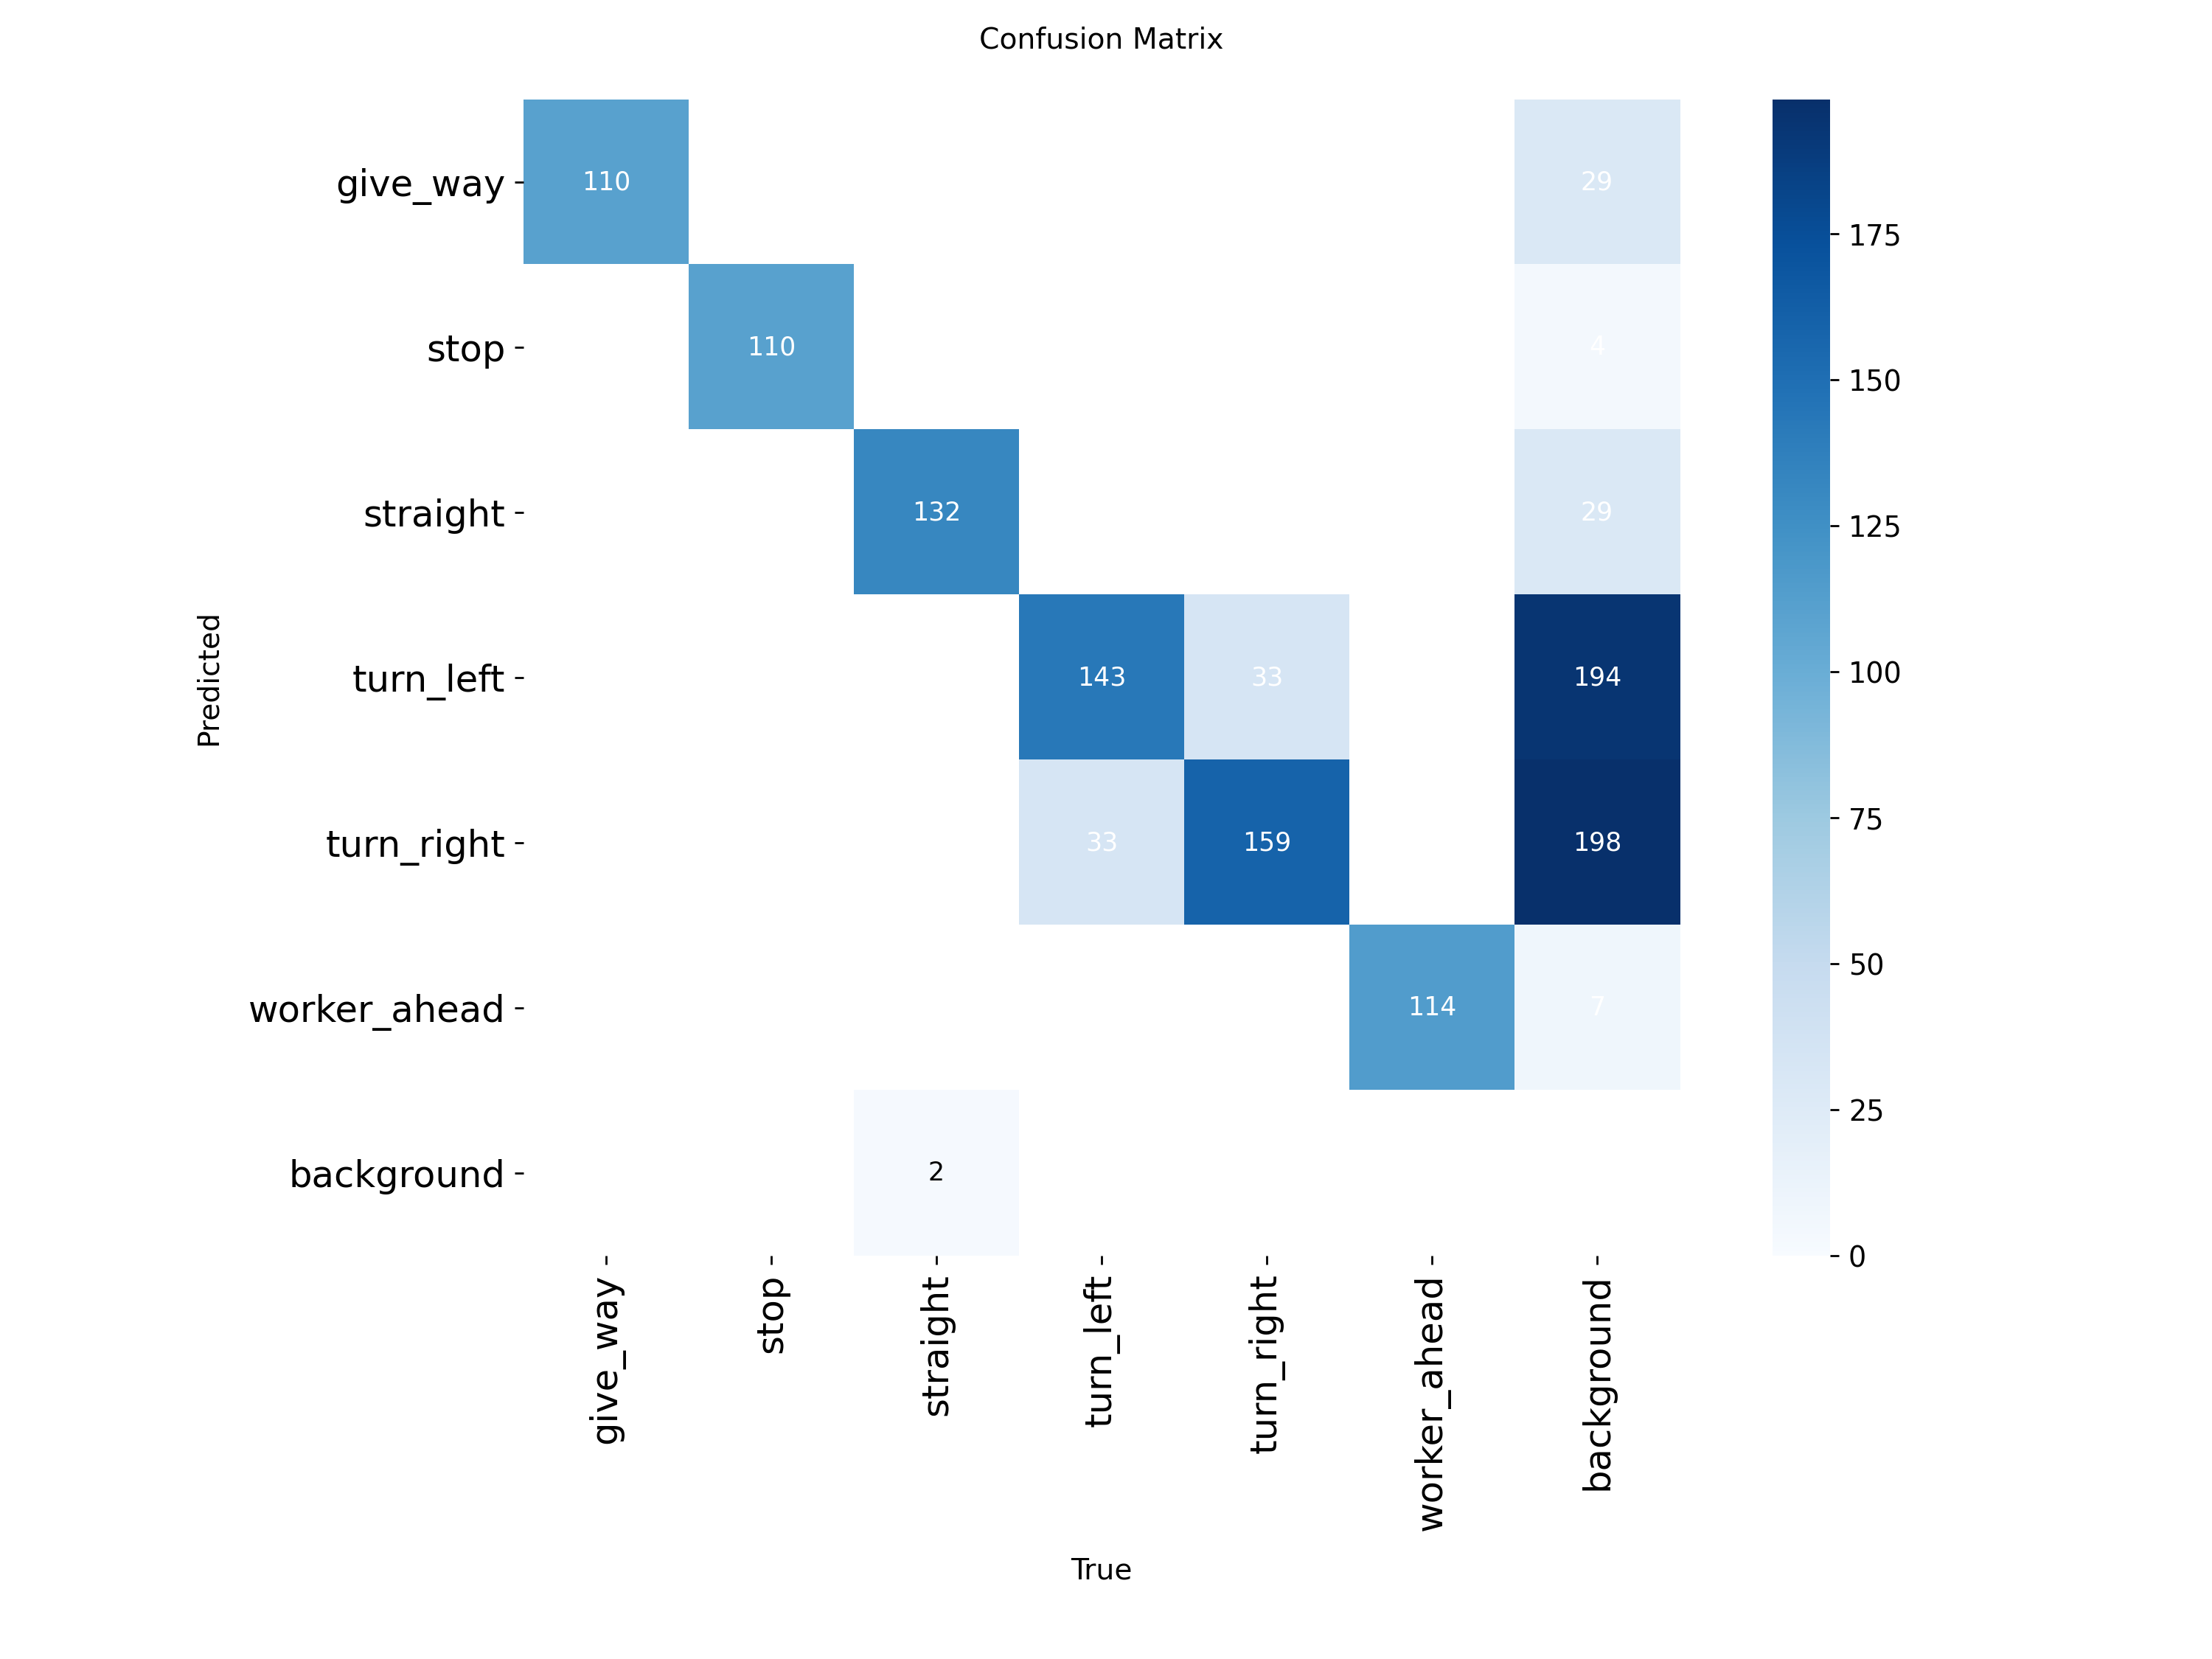 Confusion Matrix
give_way 110 29
stop 110 4
straight 132 29
turn_left 143 33 194
turn_right 33 159 198
worker_ahead 114 7
background 2
Predicted
give_way
stop
straight
turn_left
turn_right
worker_ahead
background
True
175
150
125
100
75
50
25
0